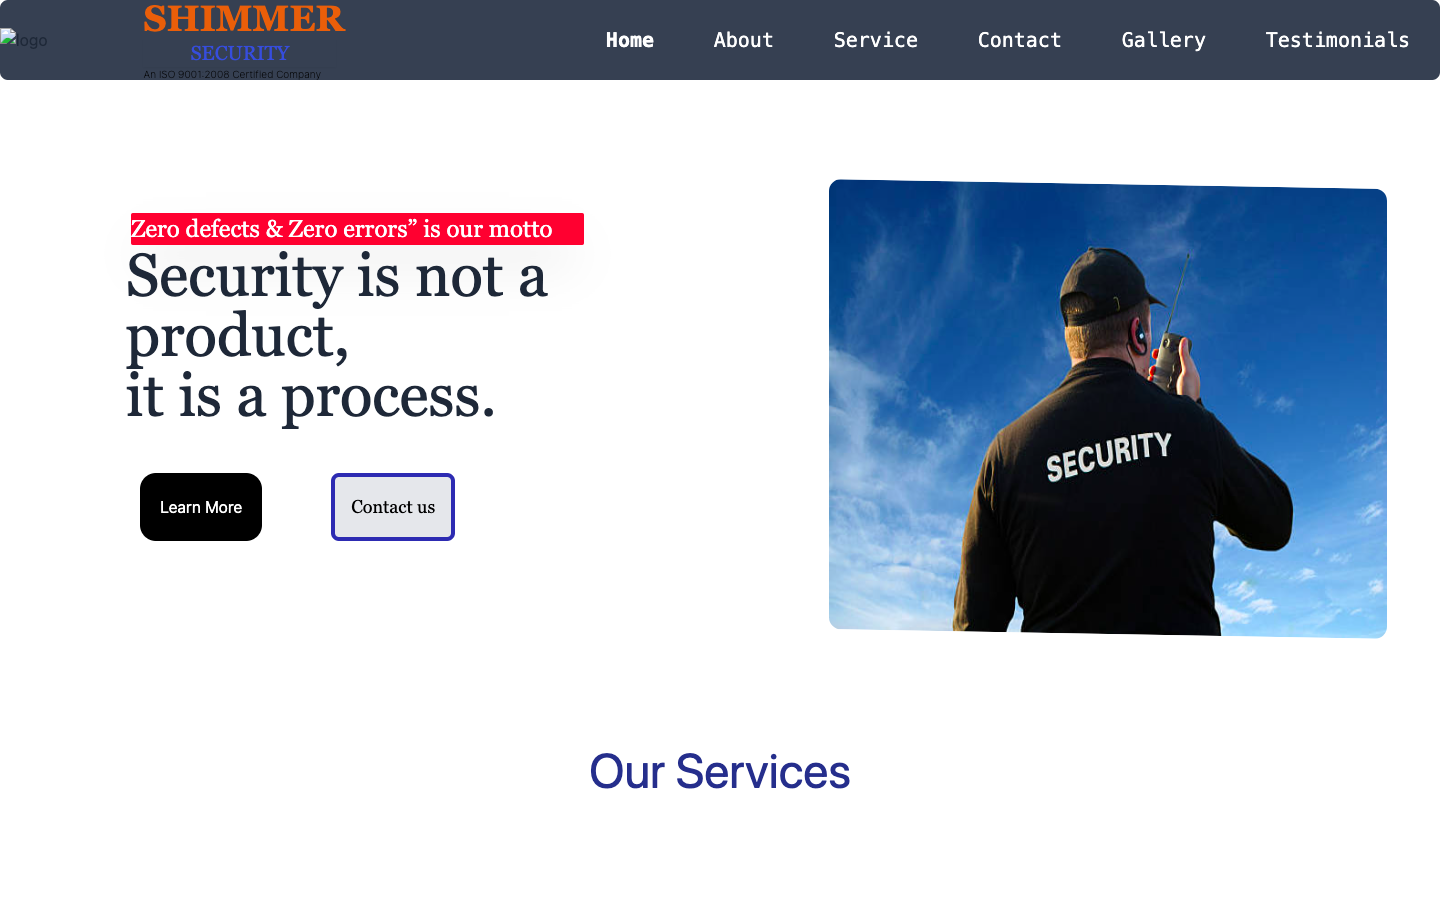 logo
SHIMMER
SECURITY
An ISO 9001.2008 Certified Company
Home About Service Contact Gallery Testimonials
Zero defects & Zero errors” is our motto
Security is not a
product,
it is a process.
Learn More Contact us
SECURITY
Our Services